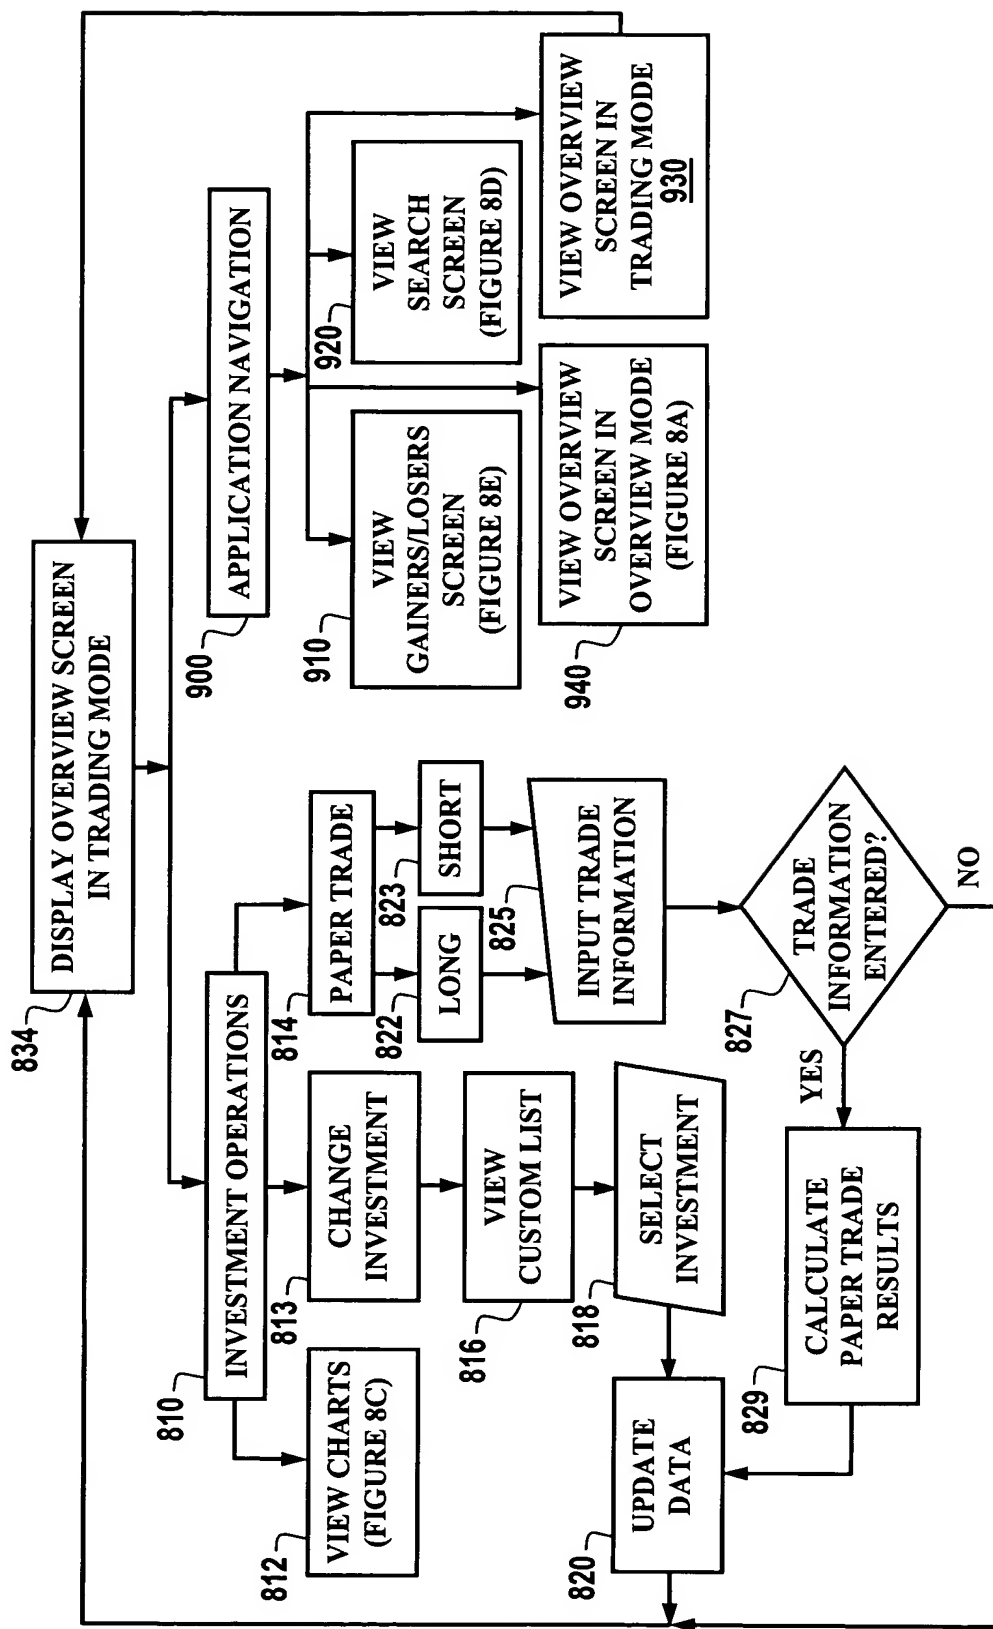 834
DISPLAY OVERVIEW SCREEN
IN TRADING MODE
810
INVESTMENT OPERATIONS
900
APPLICATION NAVIGATION
812
VIEW CHARTS
(FIGURE 8C)
813
CHANGE
INVESTMENT
814
PAPER TRADE
822
LONG
823
SHORT
816
VIEW
CUSTOM LIST
825
INPUT TRADE
INFORMATION
818
SELECT
INVESTMENT
820
UPDATE
DATA
827
TRADE
INFORMATION
ENTERED?
YES
NO
829
CALCULATE
PAPER TRADE
RESULTS
910
VIEW
GAINERS/LOSERS
SCREEN
(FIGURE 8E)
920
VIEW
SEARCH
SCREEN
(FIGURE 8D)
940
VIEW OVERVIEW
SCREEN IN
OVERVIEW MODE
(FIGURE 8A)
VIEW OVERVIEW
SCREEN IN
TRADING MODE
930